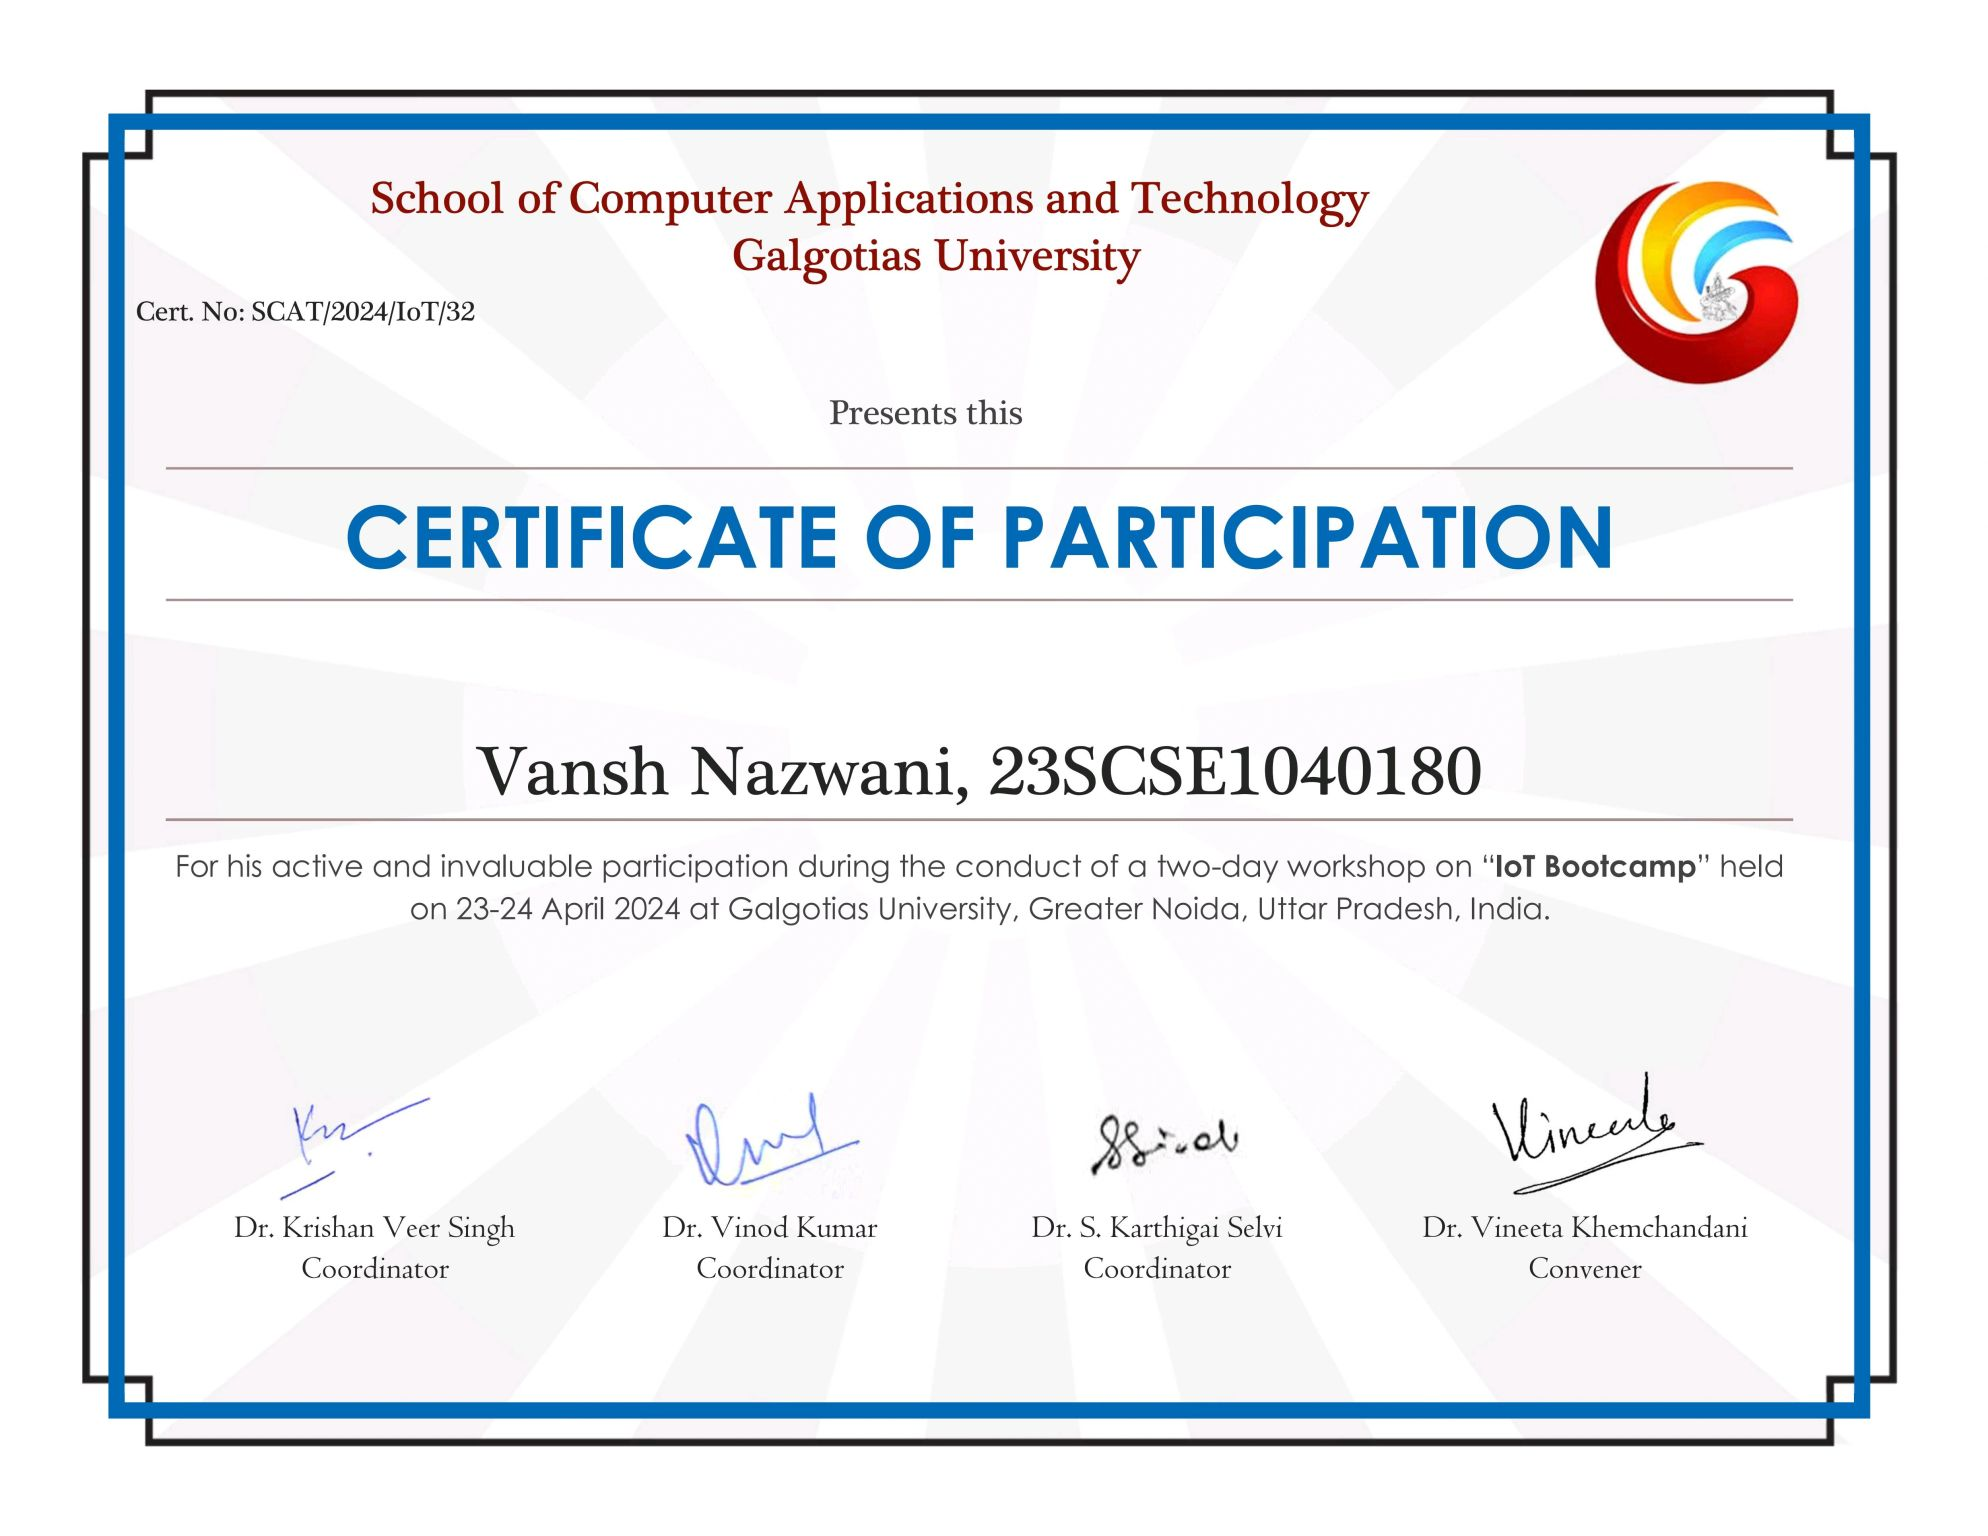 School of Computer Applications and Technology
Galgotias University
Cert. No: SCAT/2024/IoT/32
Presents this
CERTIFICATE OF PARTICIPATION
Vansh Nazwani, 23SCSE1040180
For his active and invaluable participation during the conduct of a two-day workshop on “IoT Bootcamp” held
on 23-24 April 2024 at Galgotias University, Greater Noida, Uttar Pradesh, India.
Vineeta
Dr. Krishan Veer Singh
Coordinator
Dr. Vinod Kumar
Coordinator
Dr. S. Karthigai Selvi
Coordinator
Dr. Vineeta Khemchandani
Convener